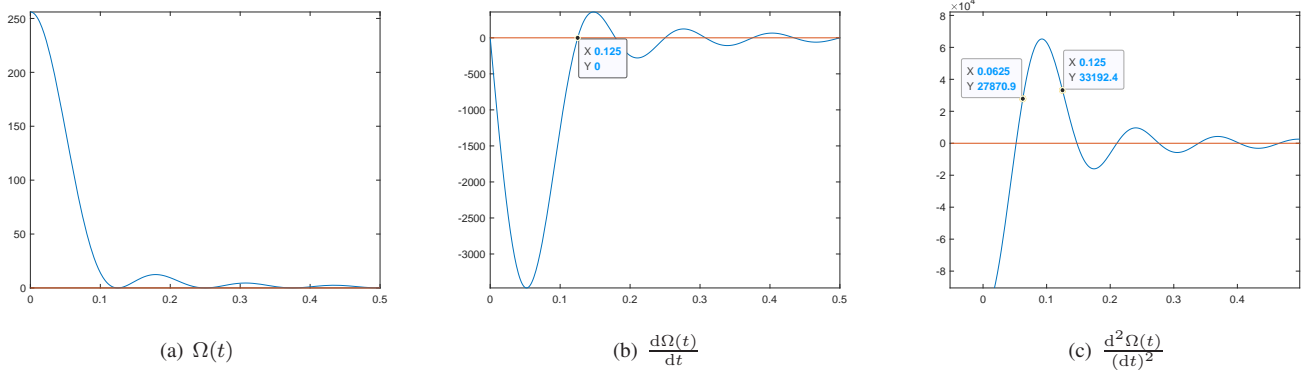 250
200
150
100
50
0
0 0.1 0.2 0.3 0.4 0.5
(a) Ω(t)
0
-500
-1000
-1500
-2000
-2500
-3000
X 0.125
Y 0
0 0.1 0.2 0.3 0.4 0.5
(b) dΩ(t)/dt
×10⁴
8
6
4
2
0
-2
-4
-6
-8
X 0.0625
Y 27870.9
X 0.125
Y 33192.4
0 0.1 0.2 0.3 0.4
(c) d²Ω(t)/(dt)²